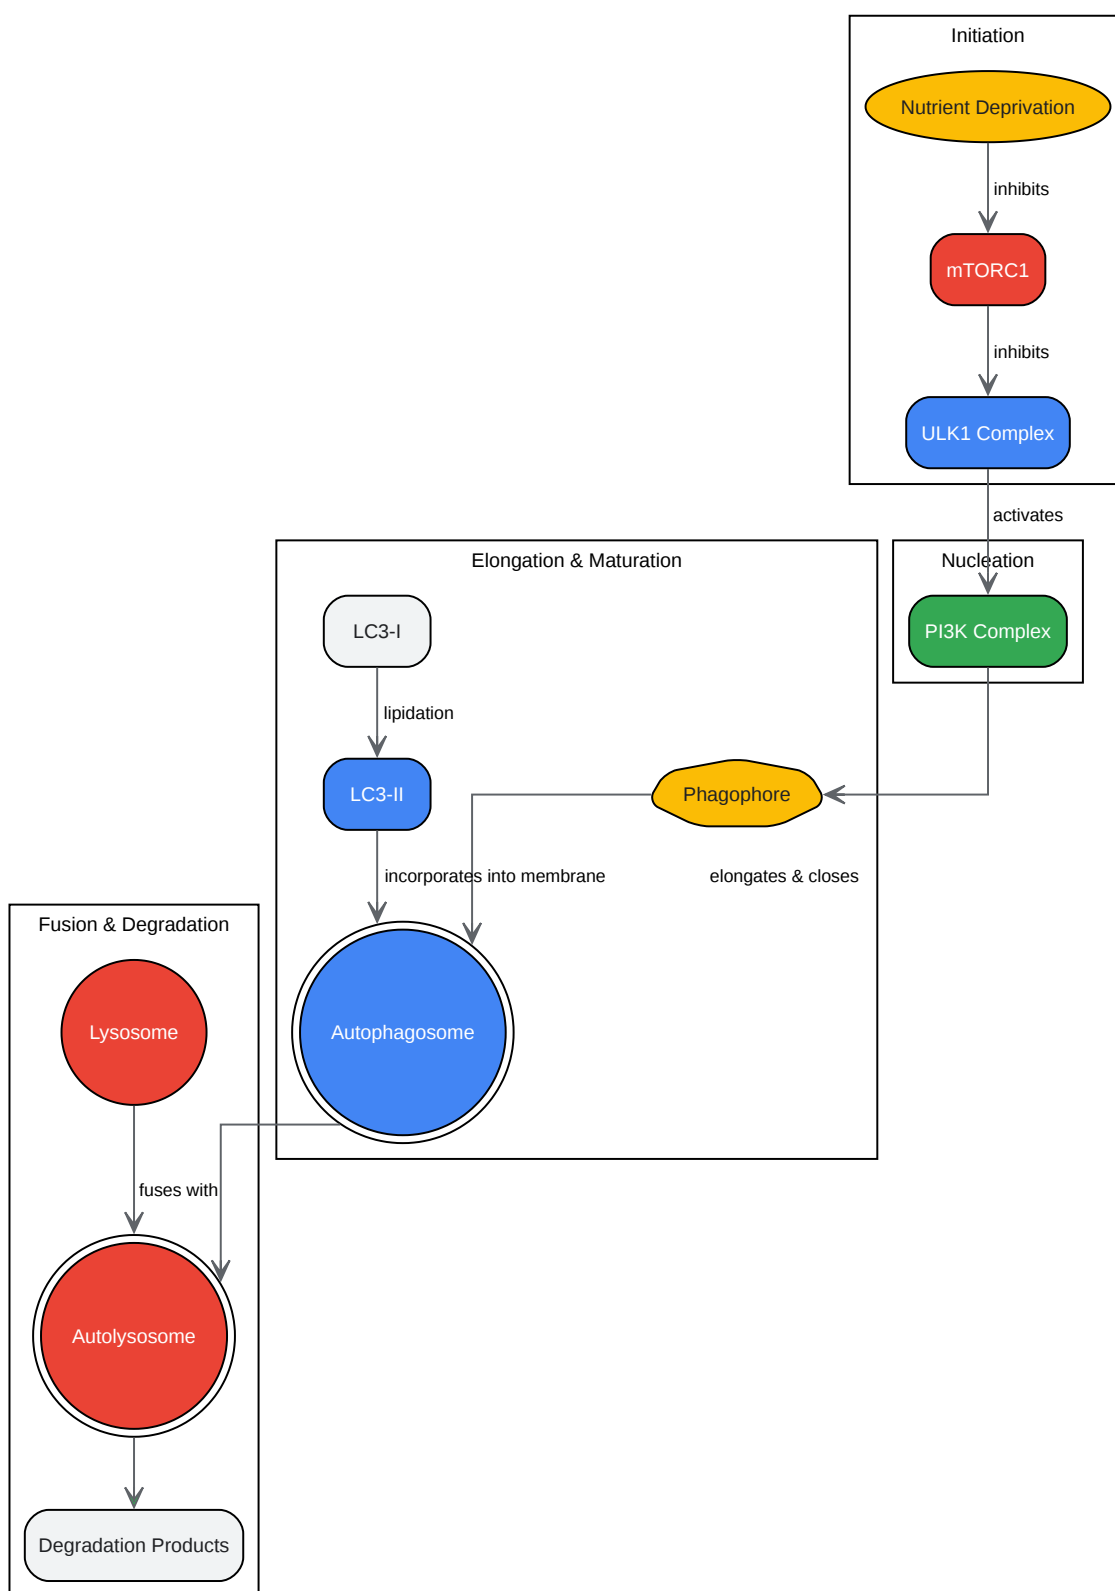 Initiation
Nutrient Deprivation
inhibits
mTORC1
inhibits
ULK1 Complex
activates
Nucleation
PI3K Complex
Elongation & Maturation
LC3-I
lipidation
LC3-II
Phagophore
incorporates into membrane
elongates & closes
Autophagosome
Fusion & Degradation
Lysosome
fuses with
Autolysosome
Degradation Products